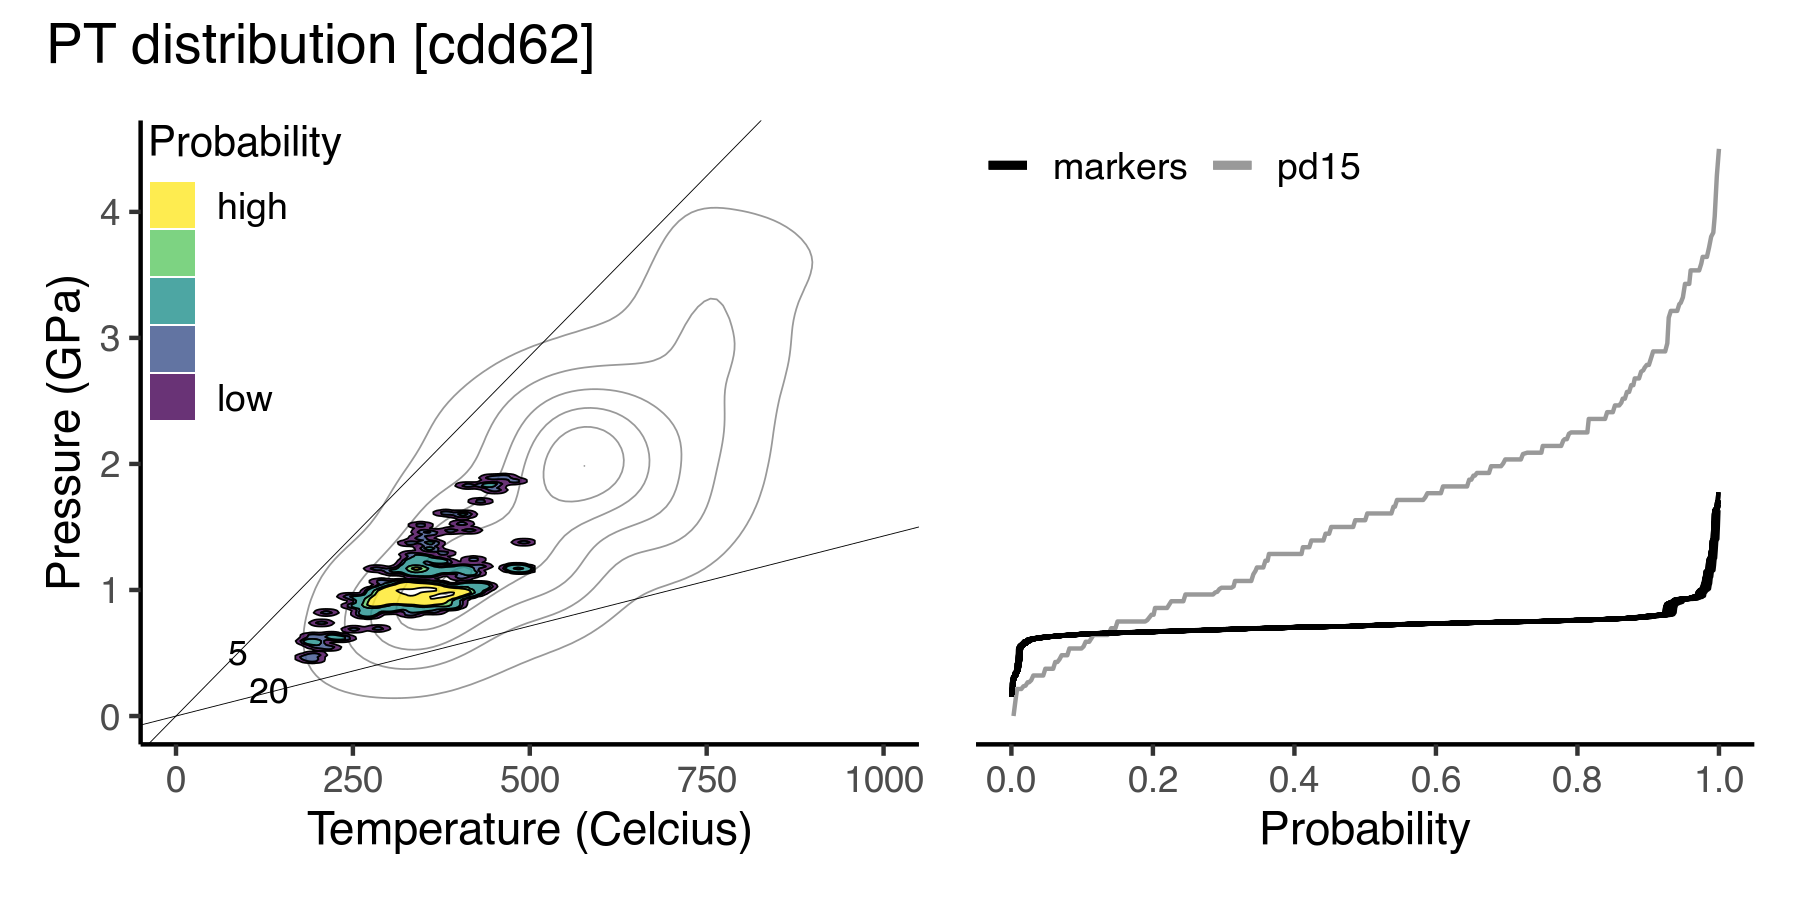 PT distribution [cdd62]
Probability
high
low
Pressure (GPa)
4
3
2
1
0
5
20
0 250 500 750 1000
Temperature (Celcius)
markers pd15
0.0 0.2 0.4 0.6 0.8 1.0
Probability